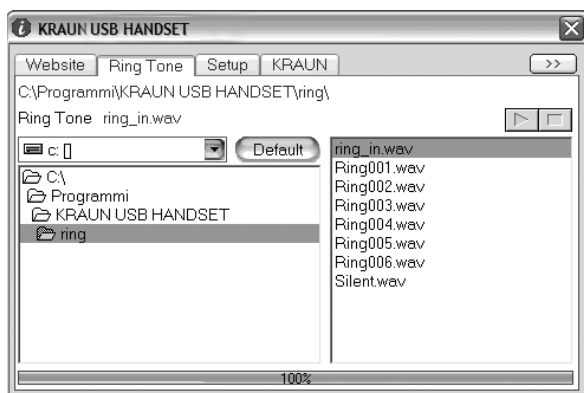 KRAUN USB HANDSET
Website Ring Tone Setup KRAUN >>
C:\Programmi\KRAUN USB HANDSET\ring\
Ring Tone ring_in.wav
c: [] Default
C:\
Programmi
KRAUN USB HANDSET
ring
ring_in.wav
Ring001.wav
Ring002.wav
Ring003.wav
Ring004.wav
Ring005.wav
Ring006.wav
Silent.wav
100%